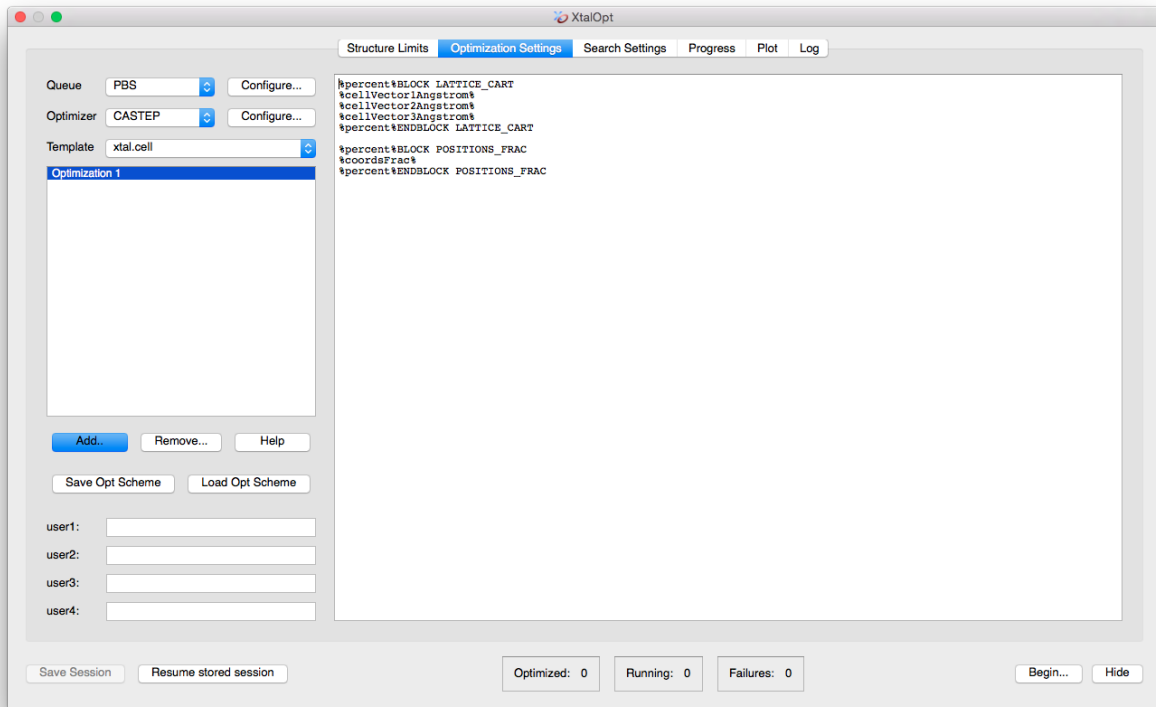 XtalOpt
Structure Limits Optimization Settings Search Settings Progress Plot Log
Queue PBS Configure...
Optimizer CASTEP Configure...
Template xtal.cell
Optimization 1
Add..
Remove...
Help
Save Opt Scheme
Load Opt Scheme
user1:
user2:
user3:
user4:
%percent%BLOCK LATTICE_CART
%cellVector1Angstrom%
%cellVector2Angstrom%
%cellVector3Angstrom%
%percent%ENDBLOCK LATTICE_CART
%percent%BLOCK POSITIONS_FRAC
%coordsFrac%
%percent%ENDBLOCK POSITIONS_FRAC
Save Session
Resume stored session
Optimized: 0
Running: 0
Failures: 0
Begin...
Hide